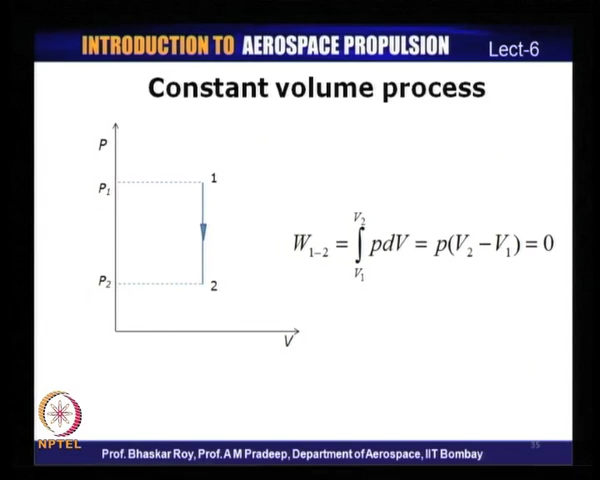 INTRODUCTION TO AEROSPACE PROPULSION Lect-6
Constant volume process
P
P₁
1
P₂
2
V
W₁₋₂ = ∫_{V₁}^{V₂} pdV = p(V₂ − V₁) = 0
NPTEL
Prof. Bhaskar Roy, Prof. A M Pradeep, Department of Aerospace, IIT Bombay
35